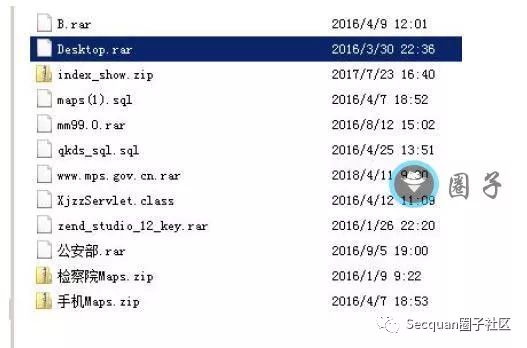 B.rar 2016/4/9 12:01
Desktop.rar 2016/3/30 22:36
index_show.zip 2017/7/23 16:40
maps(1).sql 2016/4/7 18:52
mm99.0.rar 2016/8/12 15:02
qkds_sql.sql 2016/4/25 13:51
www.mps.gov.cn.rar 2018/4/11 9:30
XjzzServlet.class 2016/4/12 11:09
zend_studio_12_key.rar 2016/1/26 22:20
公安部.rar 2016/9/5 19:00
检察院Maps.zip 2016/1/9 9:22
手机Maps.zip 2016/4/7 18:53
圈子
Secquan圈子社区